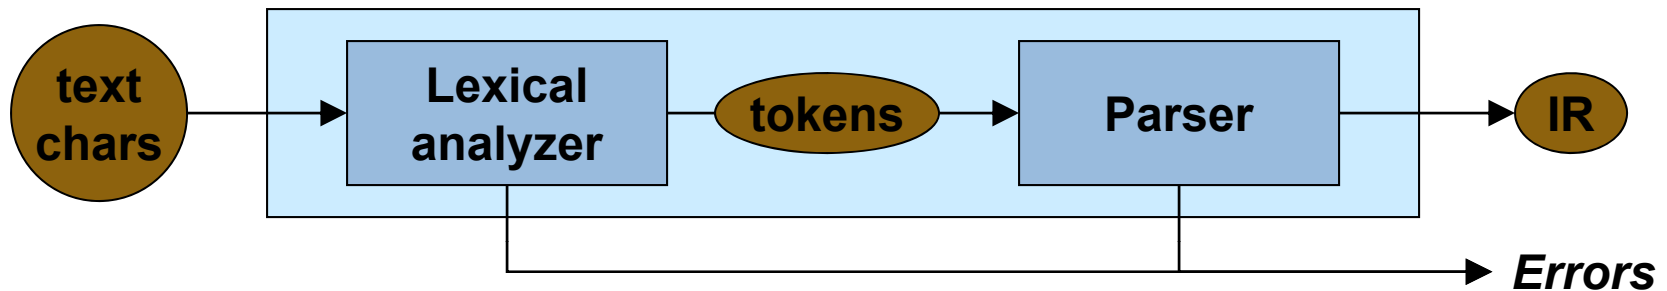 text
chars
Lexical
analyzer
tokens
Parser
IR
Errors